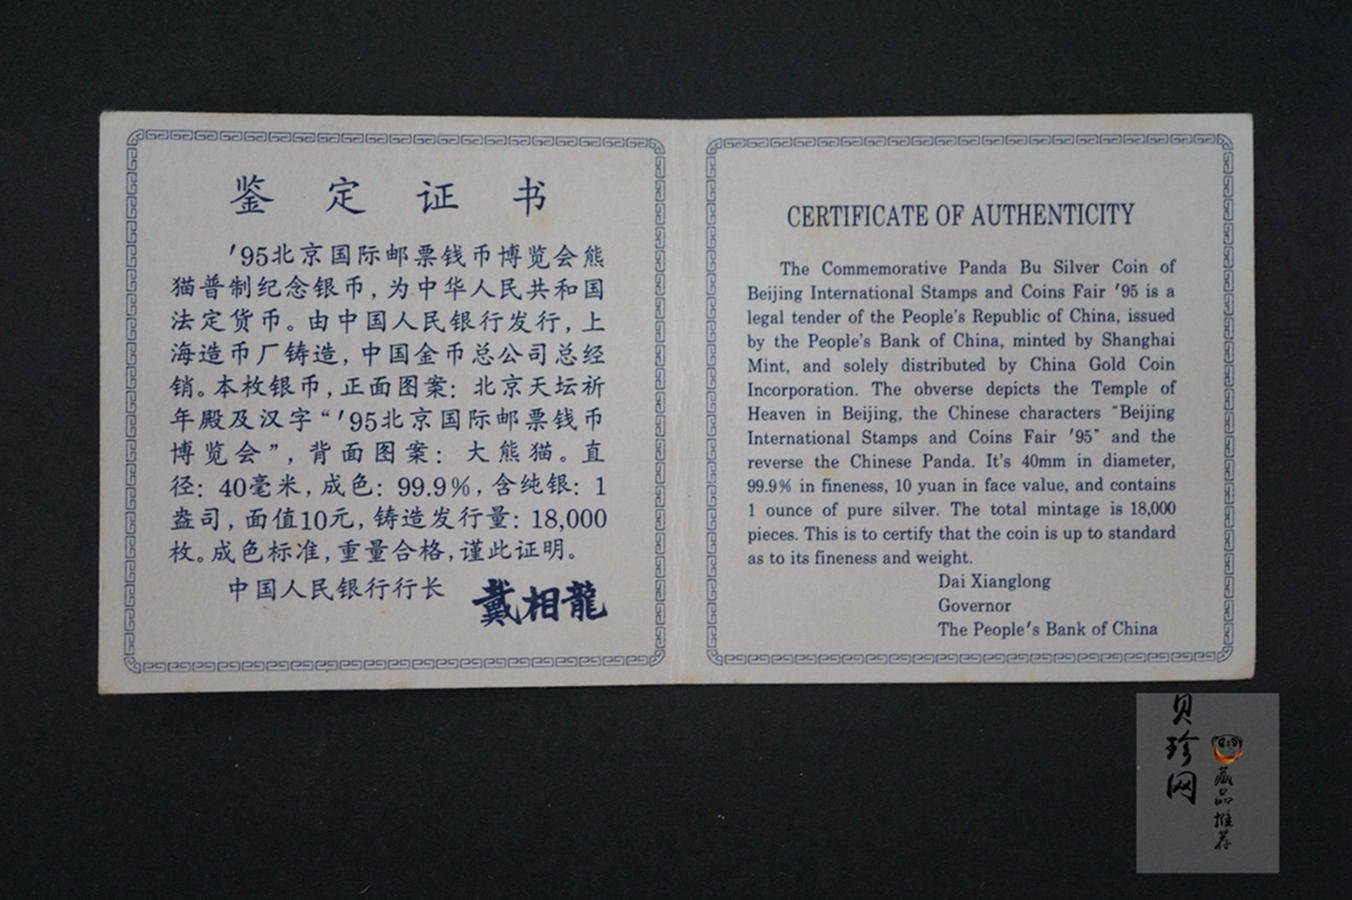 鉴定证书
'95北京国际邮票钱币博览会熊
猫普制纪念银币，为中华人民共和国
法定货币。由中国人民银行发行，上
海造币厂铸造，中国金币总公司总经
销。本枚银币，正面图案：北京天坛祈
年殿及汉字“'95北京国际邮票钱币
博览会”，背面图案：大熊猫。直
径：40毫米，成色：99.9%，含纯银：1
盎司，面值10元，铸造发行量：18,000
枚。成色标准，重量合格，谨此证明。
中国人民银行行长 戴相龍
CERTIFICATE OF AUTHENTICITY
The Commemorative Panda Bu Silver Coin of
Beijing International Stamps and Coins Fair '95 is a
legal tender of the People's Republic of China, issued
by the People's Bank of China, minted by Shanghai
Mint, and solely distributed by China Gold Coin
Incorporation. The obverse depicts the Temple of
Heaven in Beijing, the Chinese characters "Beijing
International Stamps and Coins Fair '95" and the
reverse the Chinese Panda. It's 40mm in diameter,
99.9% in fineness, 10 yuan in face value, and contains
1 ounce of pure silver. The total mintage is 18,000
pieces. This is to certify that the coin is up to standard
as to its fineness and weight.
Dai Xianglong
Governor
The People's Bank of China
贝珍网
藏品推荐